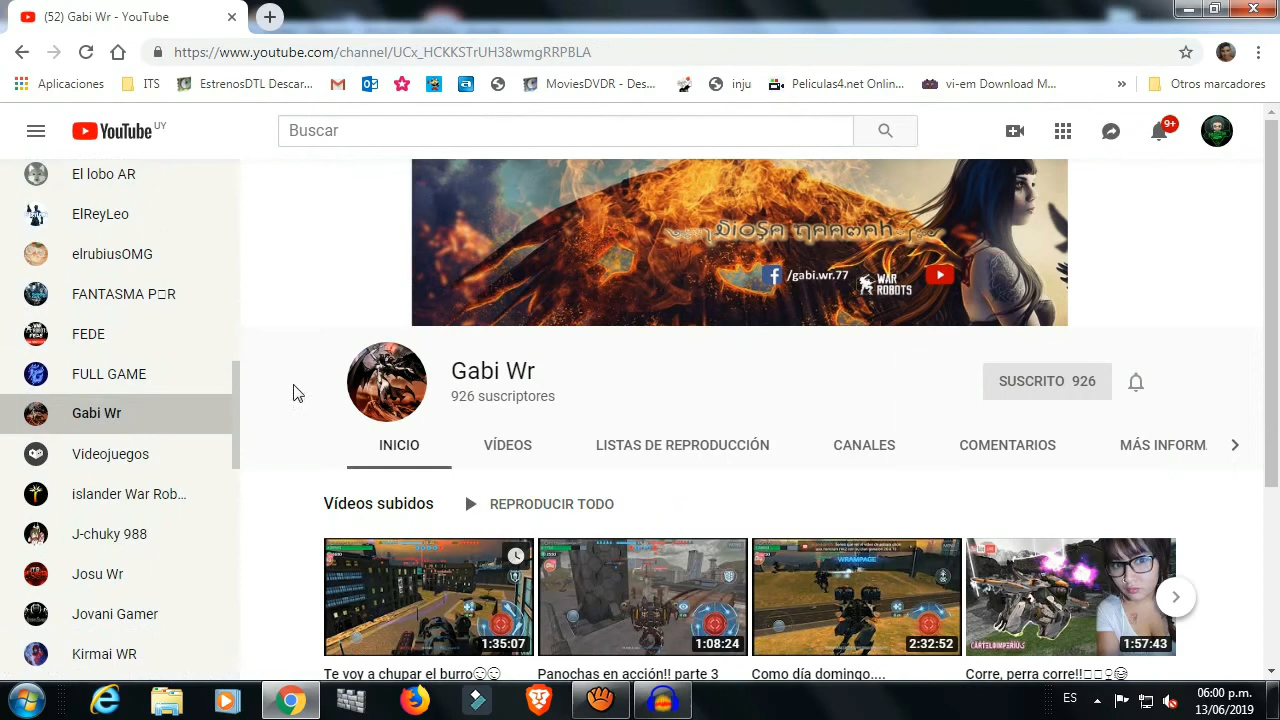 (52) Gabi Wr - YouTube
https://www.youtube.com/channel/UCx_HCKKSTrUH38wmgRRPBLA
Aplicaciones
ITS
EstrenosDTL Descar...
MoviesDVDR - Des...
inju
Peliculas4.net Onlin...
vi-em Download M...
»
Otros marcadores
YouTube UY
Buscar
9+
El lobo AR
ElReyLeo
elrubiusOMG
FANTASMA P□R
FEDE
FULL GAME
Gabi Wr
Videojuegos
islander War Rob...
J-chuky 988
Josu Wr
Jovani Gamer
Kirmai WR
/gabi.wr.77
WAR ROBOTS
Gabi Wr
926 suscriptores
SUSCRITO 926
INICIO
VÍDEOS
LISTAS DE REPRODUCCIÓN
CANALES
COMENTARIOS
MÁS INFORM
Vídeos subidos
REPRODUCIR TODO
1:35:07
1:08:24
2:32:52
1:57:43
Te voy a chupar el burro
Panochas en acción!! parte 3
Como día domingo....
Corre, perra corre!!
ES
06:00 p.m.
13/06/2019